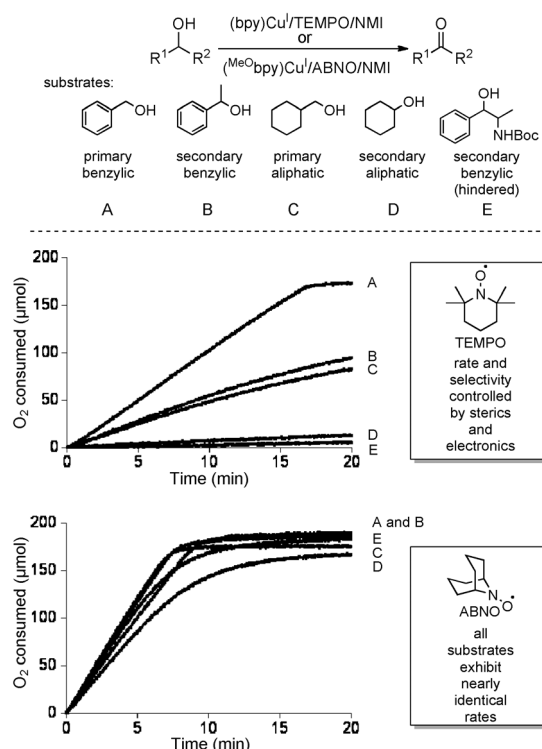 OH
R¹ R²
(bpy)Cuᴵ/TEMPO/NMI
or
(ᴹᵉᴼbpy)Cuᴵ/ABNO/NMI
O
R¹ R²
substrates:
OH
OH
OH
OH
OH
NHBoc
primary
benzylic
secondary
benzylic
primary
aliphatic
secondary
aliphatic
secondary
benzylic
(hindered)
A B C D E
200
150
100
50
0
O₂ consumed (µmol)
0 5 10 15 20
Time (min)
A
B
C
D
E
O•
N
TEMPO
rate and
selectivity
controlled
by sterics
and
electronics
200
150
100
50
0
O₂ consumed (µmol)
0 5 10 15 20
Time (min)
A and B
E
C
D
N-O•
ABNO
all
substrates
exhibit
nearly
identical
rates